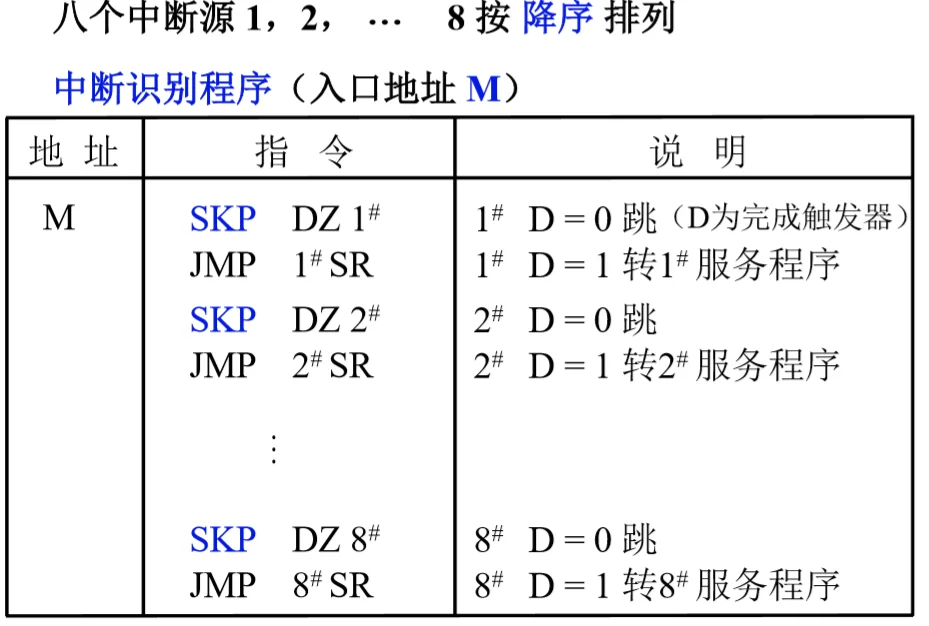 八个中断源 1，2， … 8 按 降序 排列
中断识别程序（入口地址 M）
地 址 指 令 说 明
M SKP DZ 1# 1# D = 0 跳（D为完成触发器）
JMP 1# SR 1# D = 1 转1# 服务程序
SKP DZ 2# 2# D = 0 跳
JMP 2# SR 2# D = 1 转2# 服务程序
⋮
SKP DZ 8# 8# D = 0 跳
JMP 8# SR 8# D = 1 转8# 服务程序